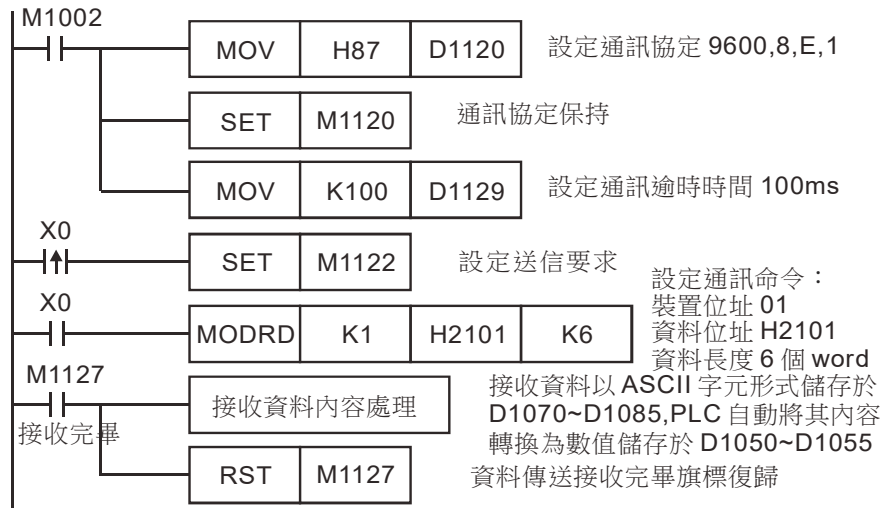 M1002
MOV H87 D1120 設定通訊協定 9600,8,E,1
SET M1120 通訊協定保持
MOV K100 D1129 設定通訊逾時時間 100ms
X0
SET M1122 設定送信要求
X0
MODRD K1 H2101 K6
設定通訊命令：
裝置位址 01
資料位址 H2101
資料長度 6 個 word
M1127
接收完畢
接收資料內容處理
接收資料以 ASCII 字元形式儲存於
D1070~D1085,PLC 自動將其內容
轉換為數值儲存於 D1050~D1055
RST M1127 資料傳送接收完畢旗標復歸